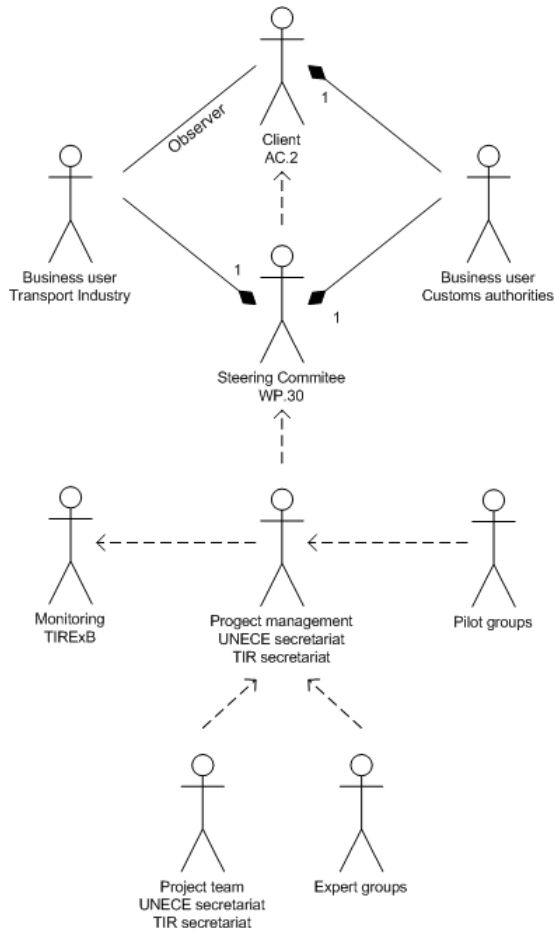 Client
AC.2
Observer
1
Business user
Transport Industry
Business user
Customs authorities
1
1
Steering Commitee
WP.30
Monitoring
TIRExB
Progect management
UNECE secretariat
TIR secretariat
Pilot groups
Project team
UNECE secretariat
TIR secretariat
Expert groups